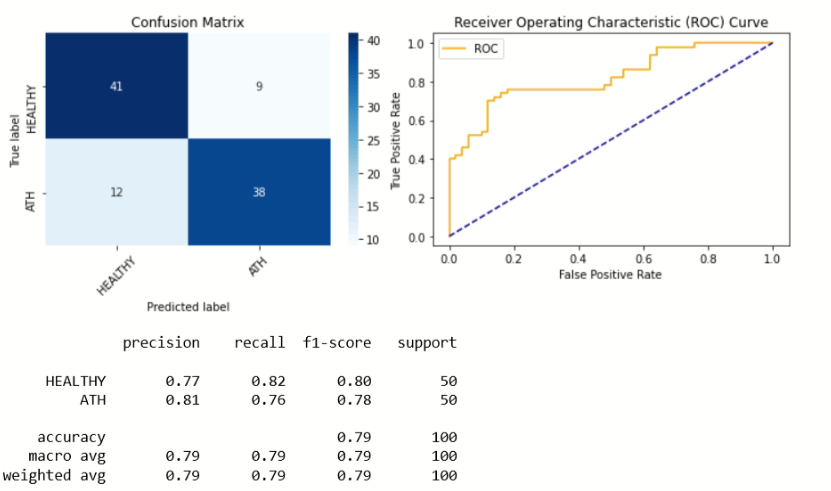 Confusion Matrix
True label
HEALTHY
ATH
41
9
12
38
40
35
30
25
20
15
10
HEALTHY
ATH
Predicted label
Receiver Operating Characteristic (ROC) Curve
ROC
True Positive Rate
1.0
0.8
0.6
0.4
0.2
0.0
0.0 0.2 0.4 0.6 0.8 1.0
False Positive Rate
precision recall f1-score support
HEALTHY 0.77 0.82 0.80 50
ATH 0.81 0.76 0.78 50
accuracy 0.79 100
macro avg 0.79 0.79 0.79 100
weighted avg 0.79 0.79 0.79 100